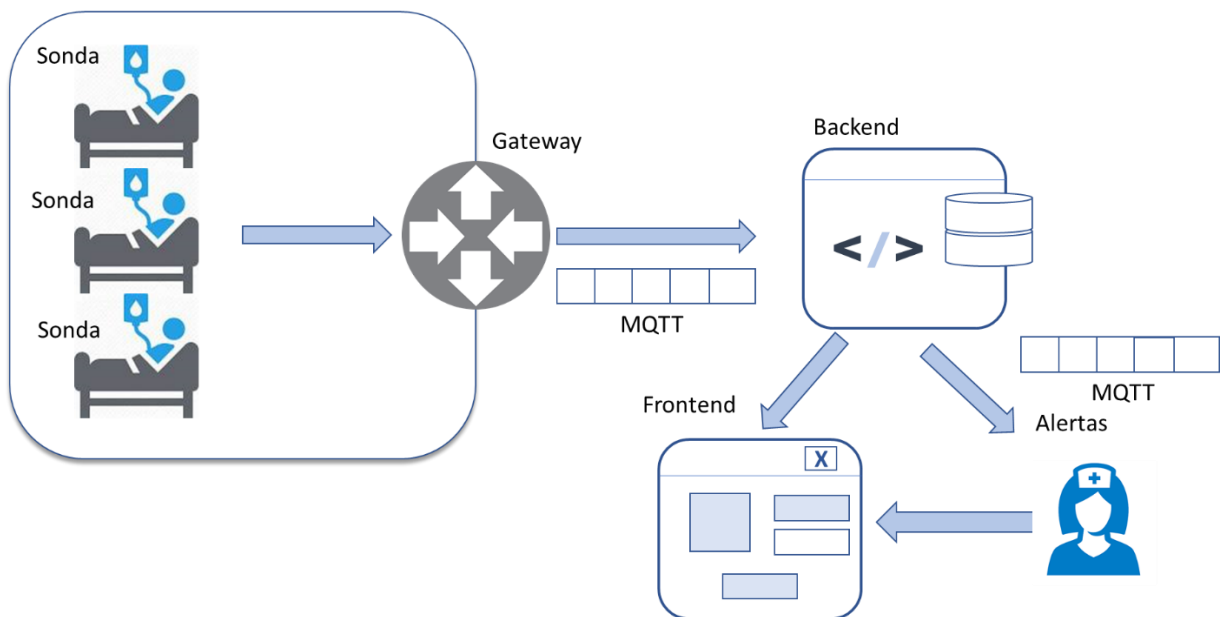 Sonda
Sonda
Sonda
Gateway
MQTT
Backend
</>
MQTT
Frontend
Alertas
X